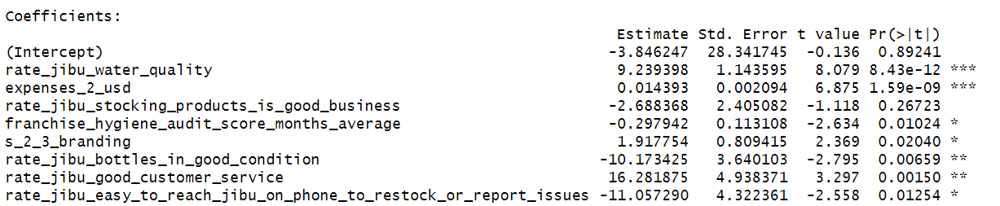 Coefficients:
Estimate Std. Error t value Pr(>|t|)
(Intercept) -3.846247 28.341745 -0.136 0.89241
rate_jibu_water_quality 9.239398 1.143595 8.079 8.43e-12 ***
expenses_2_usd 0.014393 0.002094 6.875 1.59e-09 ***
rate_jibu_stocking_products_is_good_business -2.688368 2.405082 -1.118 0.26723
franchise_hygiene_audit_score_months_average -0.297942 0.113108 -2.634 0.01024 *
s_2_3_branding 1.917754 0.809415 2.369 0.02040 *
rate_jibu_bottles_in_good_condition -10.173425 3.640103 -2.795 0.00659 **
rate_jibu_good_customer_service 16.281875 4.938371 3.297 0.00150 **
rate_jibu_easy_to_reach_jibu_on_phone_to_restock_or_report_issues -11.057290 4.322361 -2.558 0.01254 *